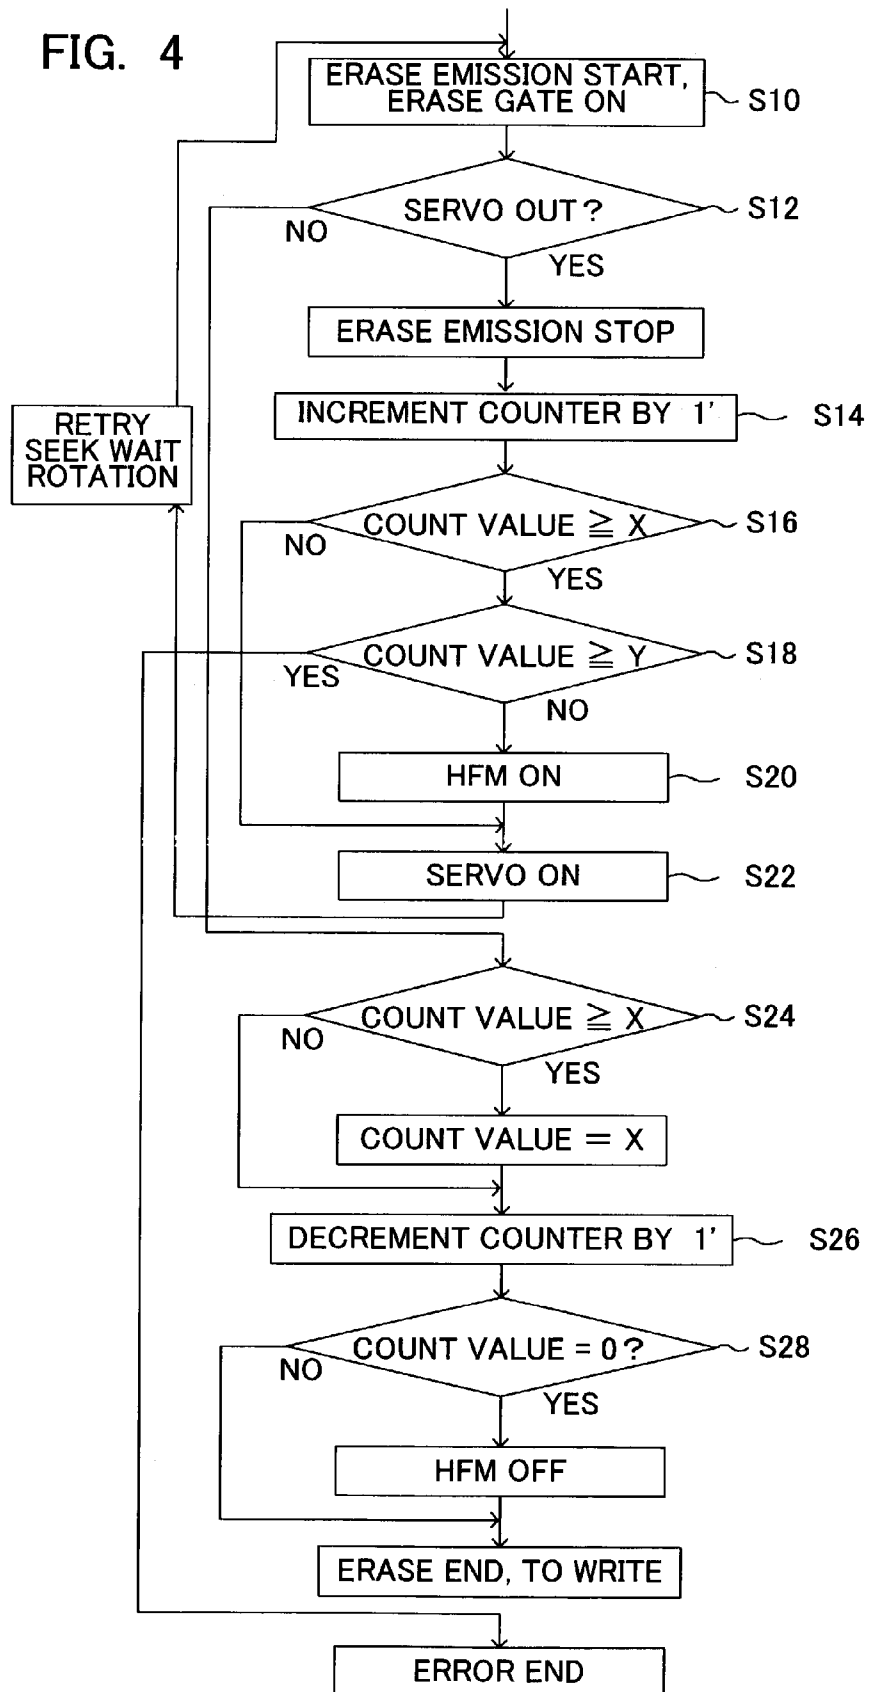 FIG. 4
ERASE EMISSION START,
ERASE GATE ON
S10
SERVO OUT?
S12
NO
YES
ERASE EMISSION STOP
INCREMENT COUNTER BY 1'
S14
RETRY
SEEK WAIT
ROTATION
COUNT VALUE ≧ X
S16
NO
YES
COUNT VALUE ≧ Y
S18
YES
NO
HFM ON
S20
SERVO ON
S22
COUNT VALUE ≧ X
S24
NO
YES
COUNT VALUE = X
DECREMENT COUNTER BY 1'
S26
COUNT VALUE = 0?
S28
NO
YES
HFM OFF
ERASE END, TO WRITE
ERROR END